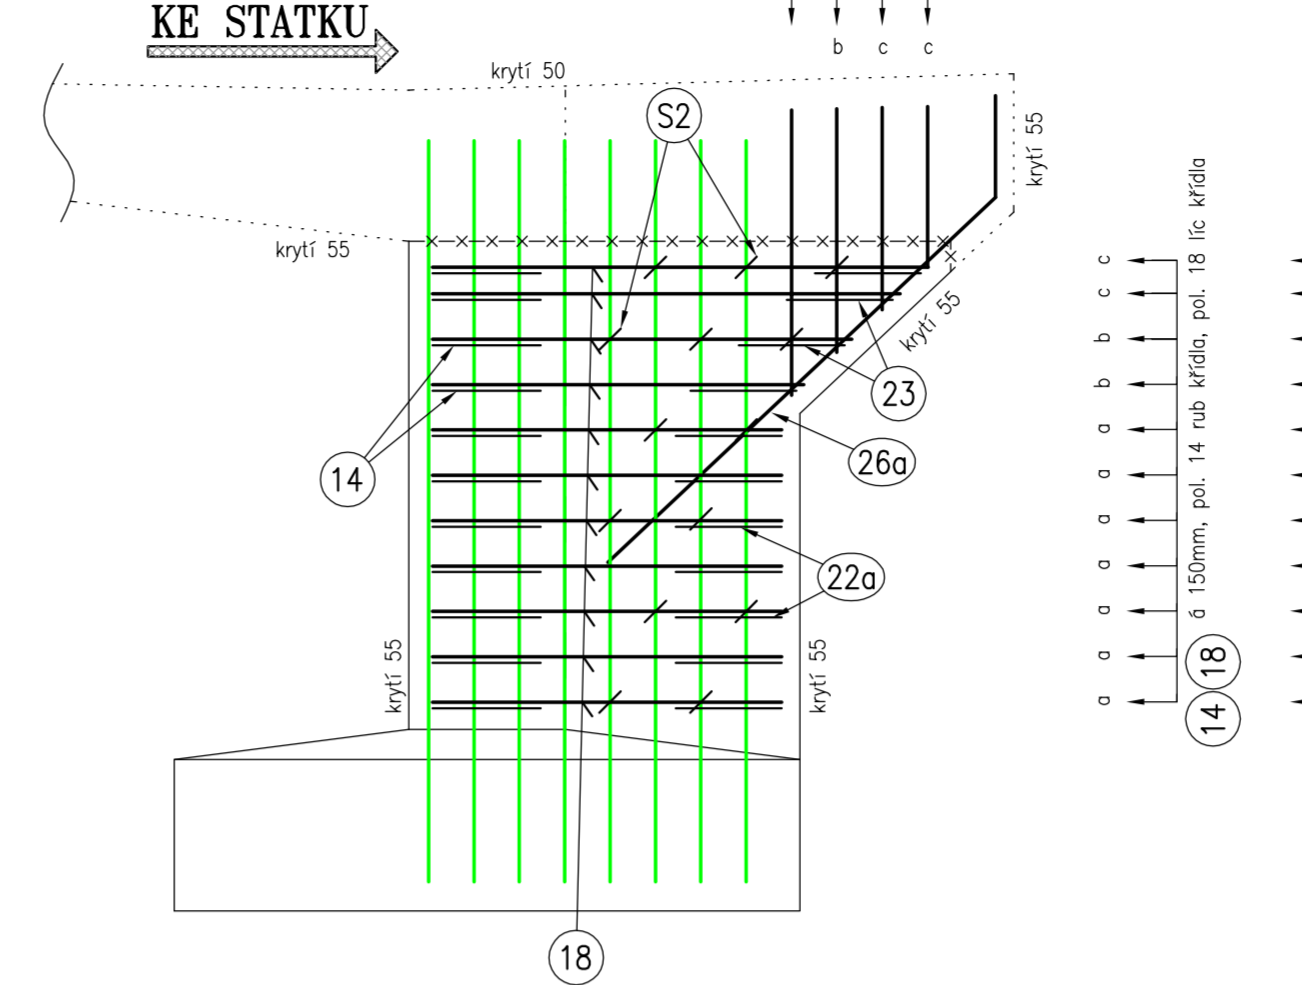 KE STATKU
b
c
c
krytí 50
S2
krytí 55
krytí 55
krytí 55
23
14
26a
22a
krytí 55
krytí 55
18
c
c
b
b
a
a
a
a
a
a
a
14 18 á 150mm, pol. 14 rub křídla, pol. 18 líc křídla